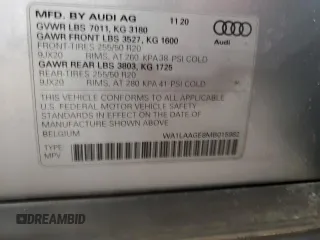 MFD. BY AUDI AG 11 20
GVWR LBS 7011, KG 3180
GAWR FRONT LBS 3527, KG 1600
FRONT-TIRES 255/50 R20
9JX20 RIMS, AT 260 KPA 38 PSI COLD
GAWR REAR LBS 3803, KG 1725
REAR-TIRES 255/50 R20
9JX20 RIMS, AT 280 KPA 41 PSI COLD
Audi
THIS VEHICLE CONFORMS TO ALL APPLICABLE
U.S. FEDERAL MOTOR VEHICLE SAFETY
STANDARDS IN EFFECT ON THE DATE OF
MANUFACTURE SHOWN ABOVE.
BELGIUM
TYPE:
MPV
DREAMBID